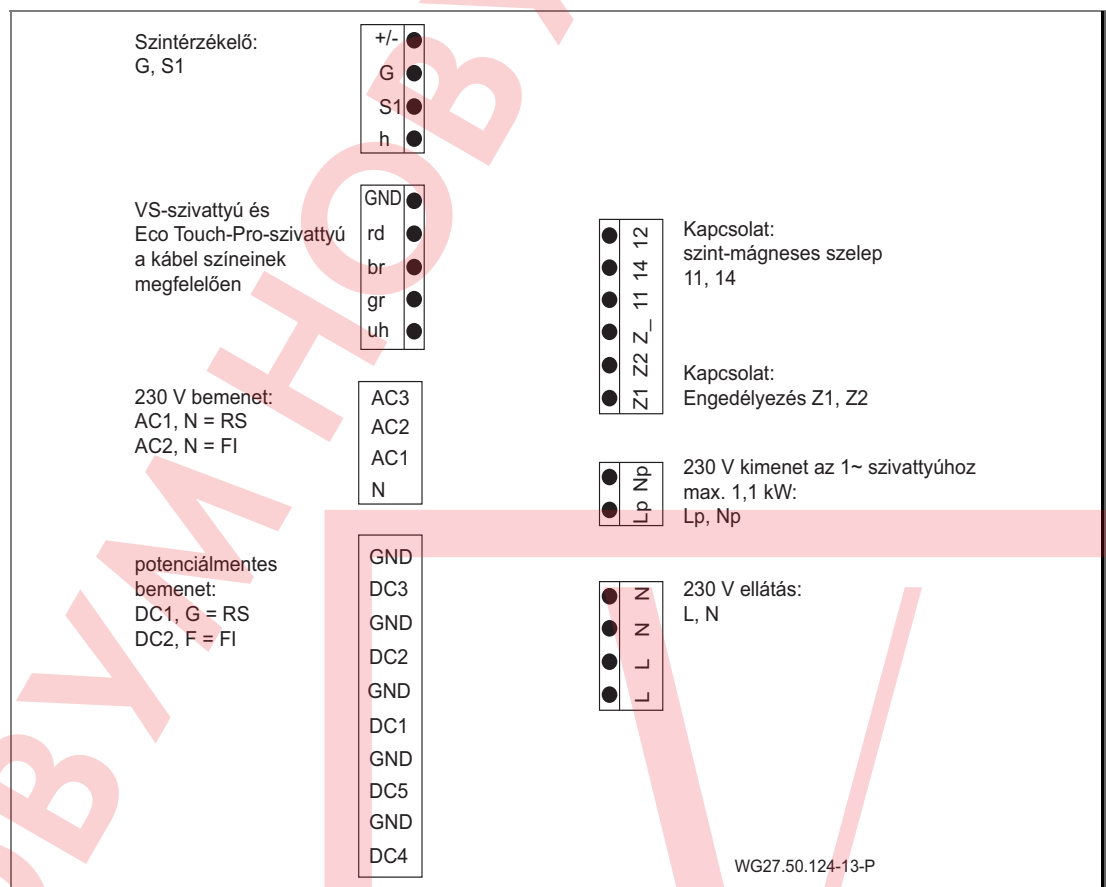 Szintérzékelő:
G, S1
+/-
G
S1
h
VS-szivattyú és
Eco Touch-Pro-szivattyú
a kábel színeinek
megfelelően
GND
rd
br
gr
uh
230 V bemenet:
AC1, N = RS
AC2, N = FI
AC3
AC2
AC1
N
potenciálmentes
bemenet:
DC1, G = RS
DC2, F = FI
GND
DC3
GND
DC2
GND
DC1
GND
DC5
GND
DC4
Z1 Z2 Z_ 11 14 12
Kapcsolat:
szint-mágneses szelep
11, 14
Kapcsolat:
Engedélyezés Z1, Z2
Lp Np
230 V kimenet az 1~ szivattyúhoz
max. 1,1 kW:
Lp, Np
L L N N
230 V ellátás:
L, N
WG27.50.124-13-P